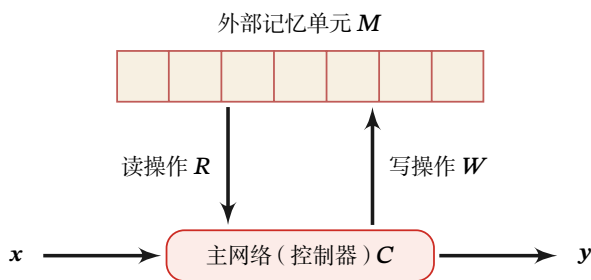 外部记忆单元 M
读操作 R
写操作 W
x
主网络(控制器)C
y